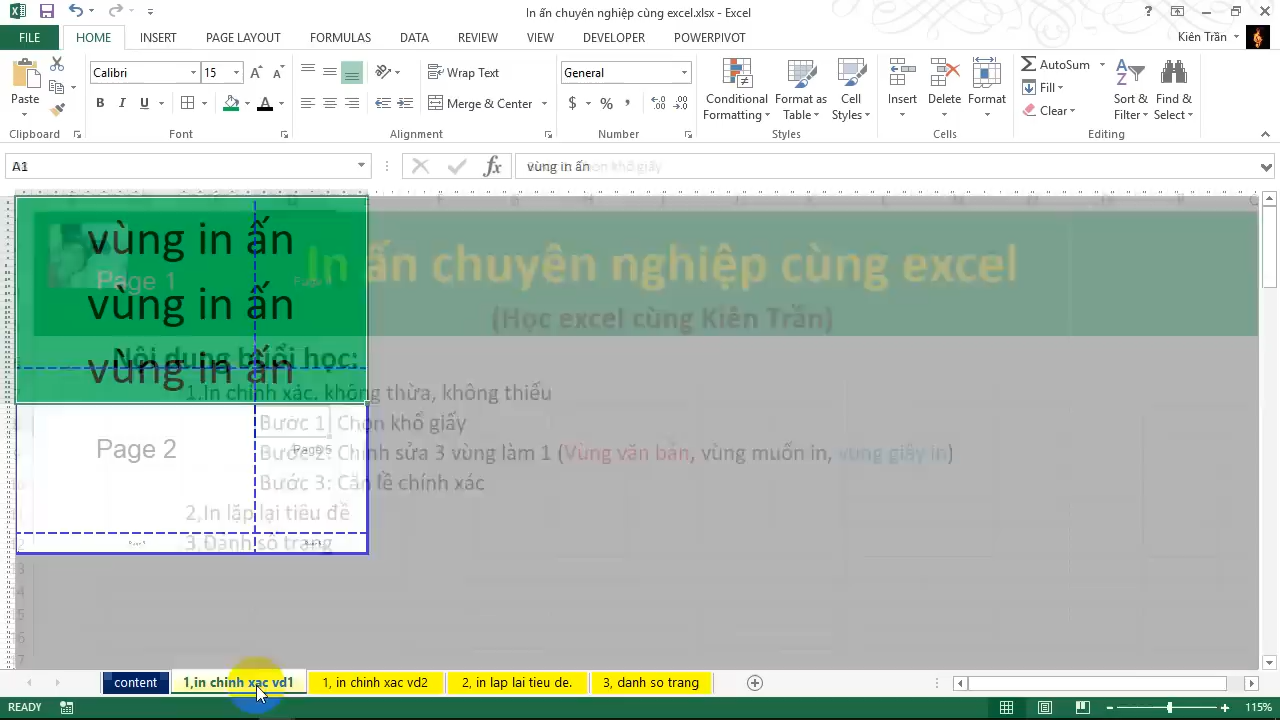 In ấn chuyên nghiệp cùng excel.xlsx - Excel
FILE HOME INSERT PAGE LAYOUT FORMULAS DATA REVIEW VIEW DEVELOPER POWERPIVOT Kiên Trần
Calibri 15 Wrap Text General AutoSum
Fill
Paste B I U Merge & Center $ % , Conditional Formatting Format as Table Cell Styles Insert Delete Format Clear Sort & Filter Find & Select
Clipboard Font Alignment Number Styles Cells Editing
A1 fx vùng in ấn
vùng in ấn
In ấn chuyên nghiệp cùng excel
Page 1
vùng in ấn
(Học excel cùng Kiên Trần)
vùng in ấn
Nội dung buổi học:
1.In chính xác, không thừa, không thiếu
Bước 1: Chọn khổ giấy
Page 2
Page 5
Bước 2: Chỉnh sửa 3 vùng làm 1 (Vùng văn bản, vùng muốn in, vùng giấy in)
Bước 3: Căn lề chính xác
2,In lặp lại tiêu đề
3,Đánh số trang
content 1,in chinh xac vd1 1, in chinh xac vd2 2, in lap lai tieu de. 3, danh so trang
READY 115%